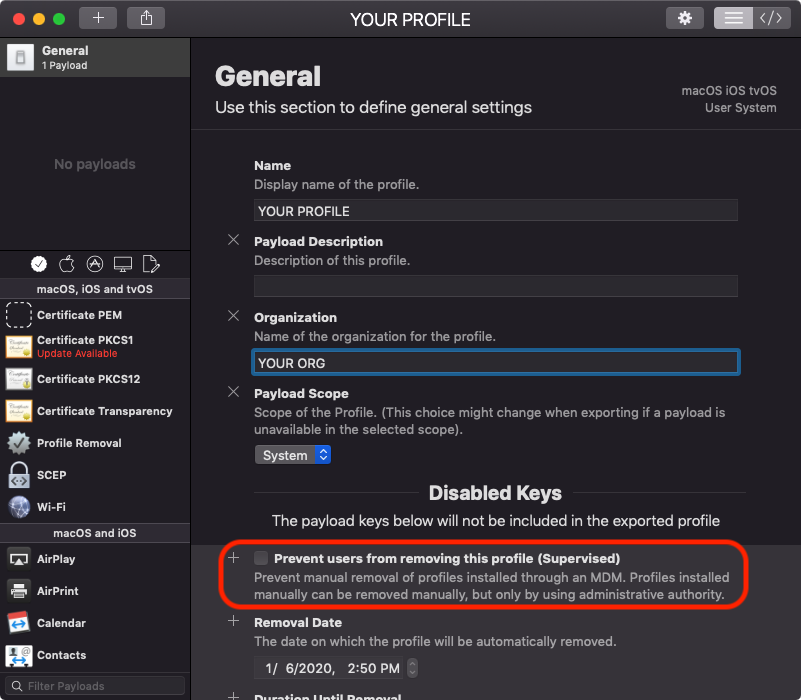 YOUR PROFILE
General
1 Payload
No payloads
macOS, iOS and tvOS
Certificate PEM
Certificate PKCS1
Update Available
Certificate PKCS12
Certificate Transparency
Profile Removal
SCEP
Wi-Fi
macOS and iOS
AirPlay
AirPrint
Calendar
Contacts
Filter Payloads
General
Use this section to define general settings
macOS iOS tvOS
User System
Name
Display name of the profile.
YOUR PROFILE
Payload Description
Description of this profile.
Organization
Name of the organization for the profile.
YOUR ORG
Payload Scope
Scope of the Profile. (This choice might change when exporting if a payload is
unavailable in the selected scope).
System
Disabled Keys
The payload keys below will not be included in the exported profile
Prevent users from removing this profile (Supervised)
Prevent manual removal of profiles installed through an MDM. Profiles installed
manually can be removed manually, but only by using administrative authority.
Removal Date
The date on which the profile will be automatically removed.
1/ 6/2020, 2:50 PM
Duration Until Removal